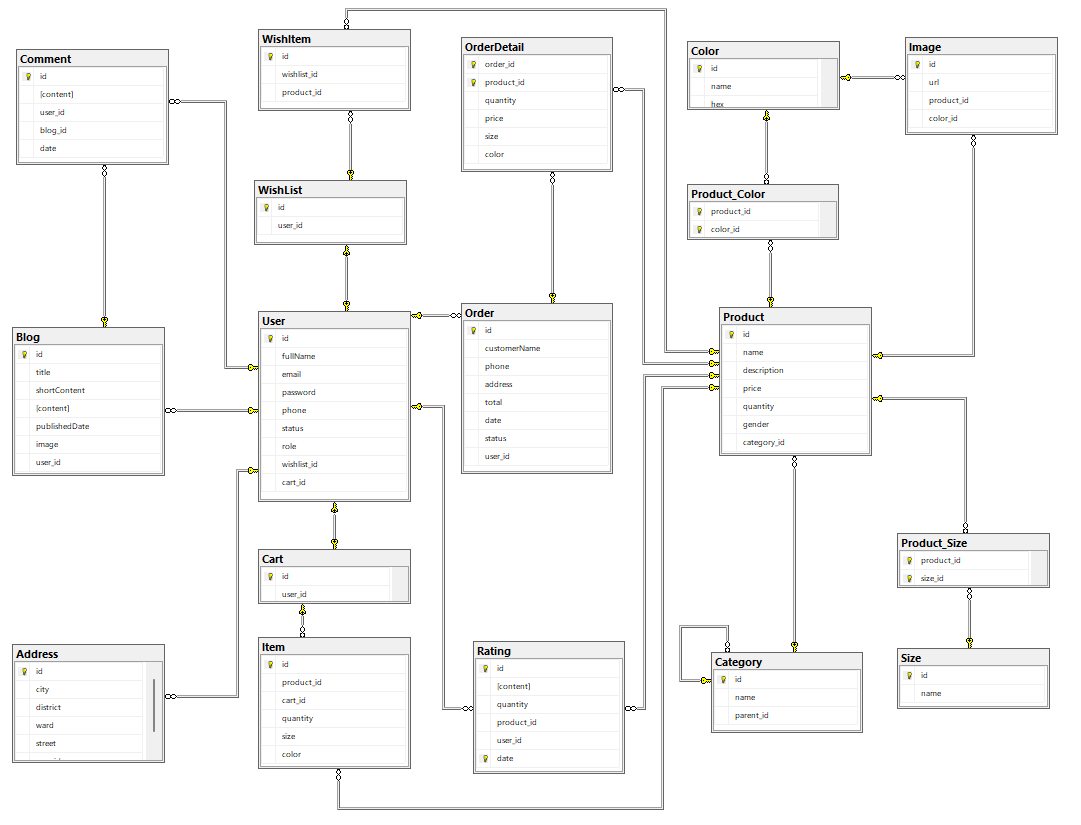 Comment
id
[content]
user_id
blog_id
date
WishItem
id
wishlist_id
product_id
OrderDetail
order_id
product_id
quantity
price
size
color
Color
id
name
hex
Image
id
url
product_id
color_id
WishList
id
user_id
Product_Color
product_id
color_id
Blog
id
title
shortContent
[content]
publishedDate
image
user_id
User
id
fullName
email
password
phone
status
role
wishlist_id
cart_id
Order
id
customerName
phone
address
total
date
status
user_id
Product
id
name
description
price
quantity
gender
category_id
Cart
id
user_id
Product_Size
product_id
size_id
Address
id
city
district
ward
street
Item
id
product_id
cart_id
quantity
size
color
Rating
id
[content]
quantity
product_id
user_id
date
Category
id
name
parent_id
Size
id
name